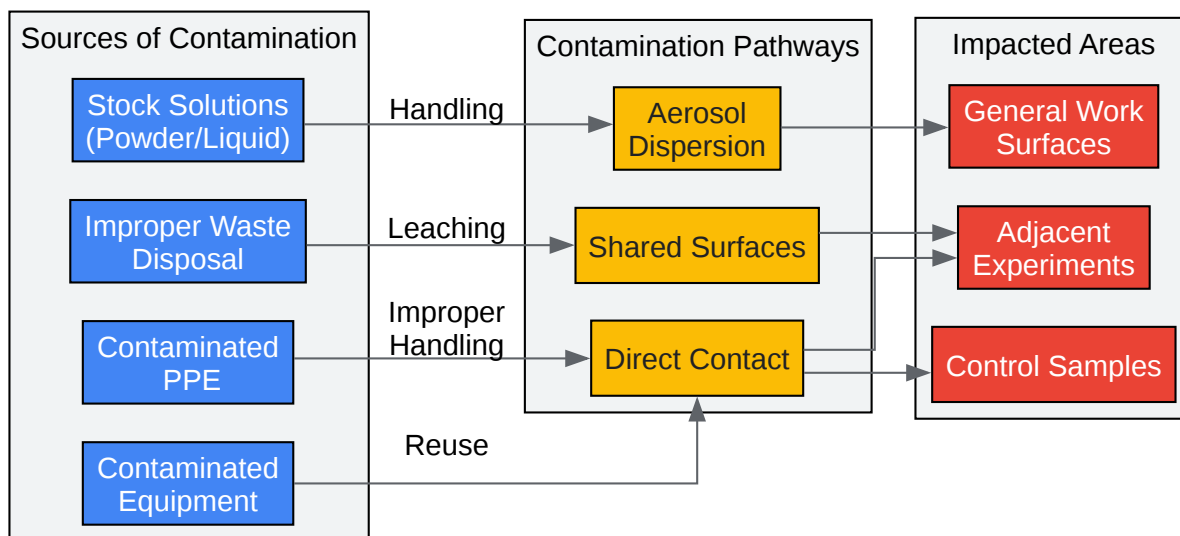 Sources of Contamination
Stock Solutions
(Powder/Liquid)
Improper Waste
Disposal
Contaminated
PPE
Contaminated
Equipment
Handling
Leaching
Improper
Handling
Reuse
Contamination Pathways
Aerosol
Dispersion
Shared Surfaces
Direct Contact
Impacted Areas
General Work
Surfaces
Adjacent
Experiments
Control Samples